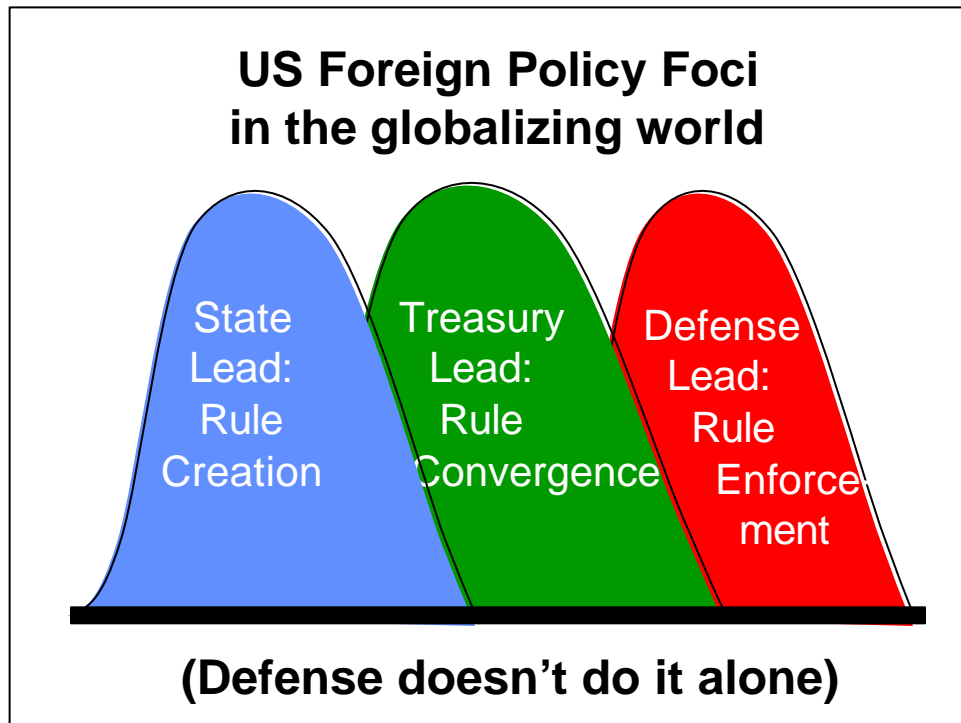 US Foreign Policy Foci
in the globalizing world
State
Lead:
Rule
Creation
Treasury
Lead:
Rule
Convergence
Defense
Lead:
Rule
Enforce-
ment
(Defense doesn’t do it alone)